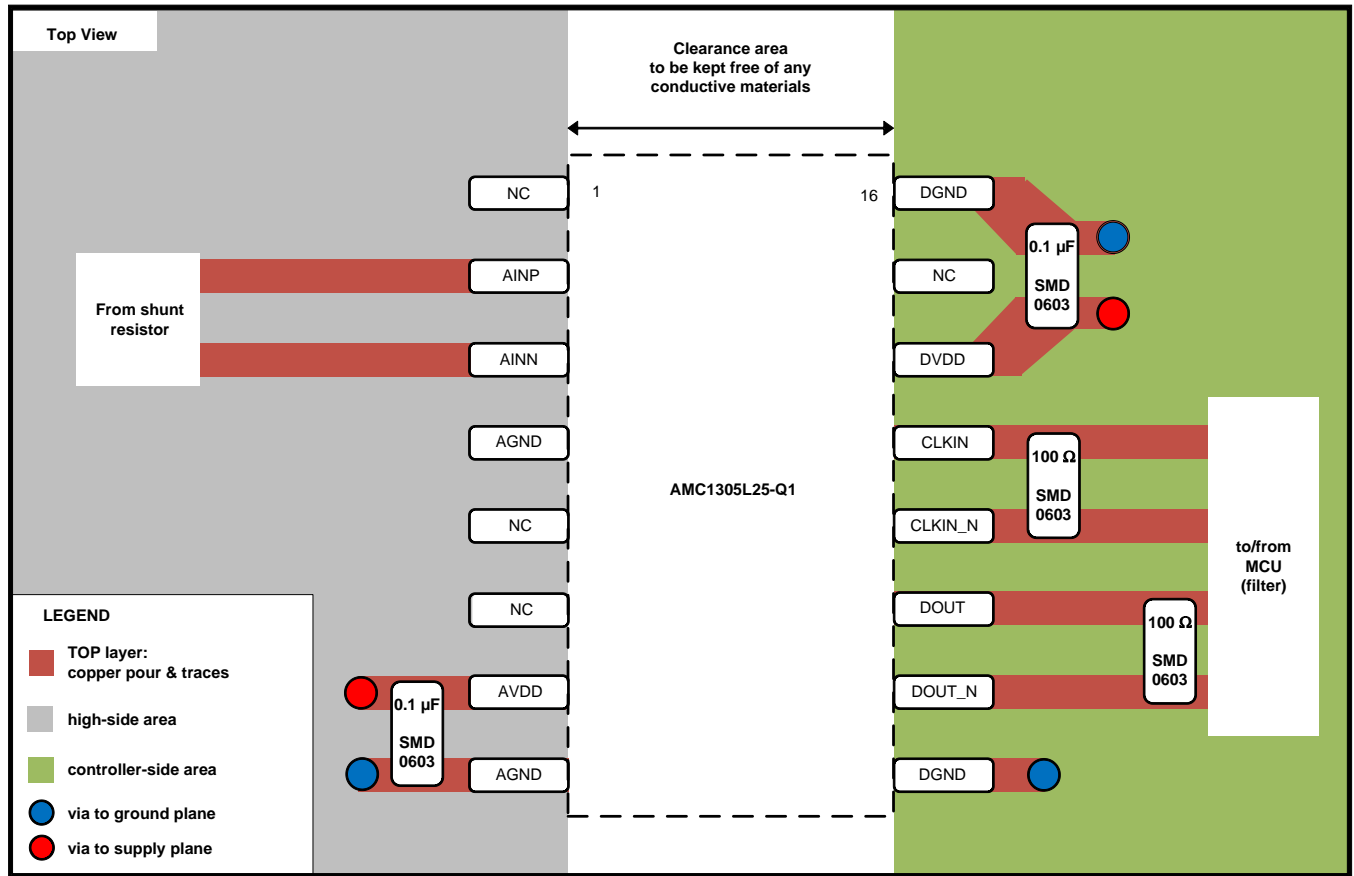 Top View
Clearance area
to be kept free of any
conductive materials
NC
1
16
DGND
AINP
NC
0.1 µF
SMD
0603
From shunt
resistor
AINN
DVDD
AGND
CLKIN
100 Ω
SMD
0603
AMC1305L25-Q1
NC
CLKIN_N
to/from
MCU
(filter)
NC
DOUT
100 Ω
SMD
0603
AVDD
DOUT_N
0.1 µF
SMD
0603
AGND
DGND
LEGEND
TOP layer:
copper pour & traces
high-side area
controller-side area
via to ground plane
via to supply plane